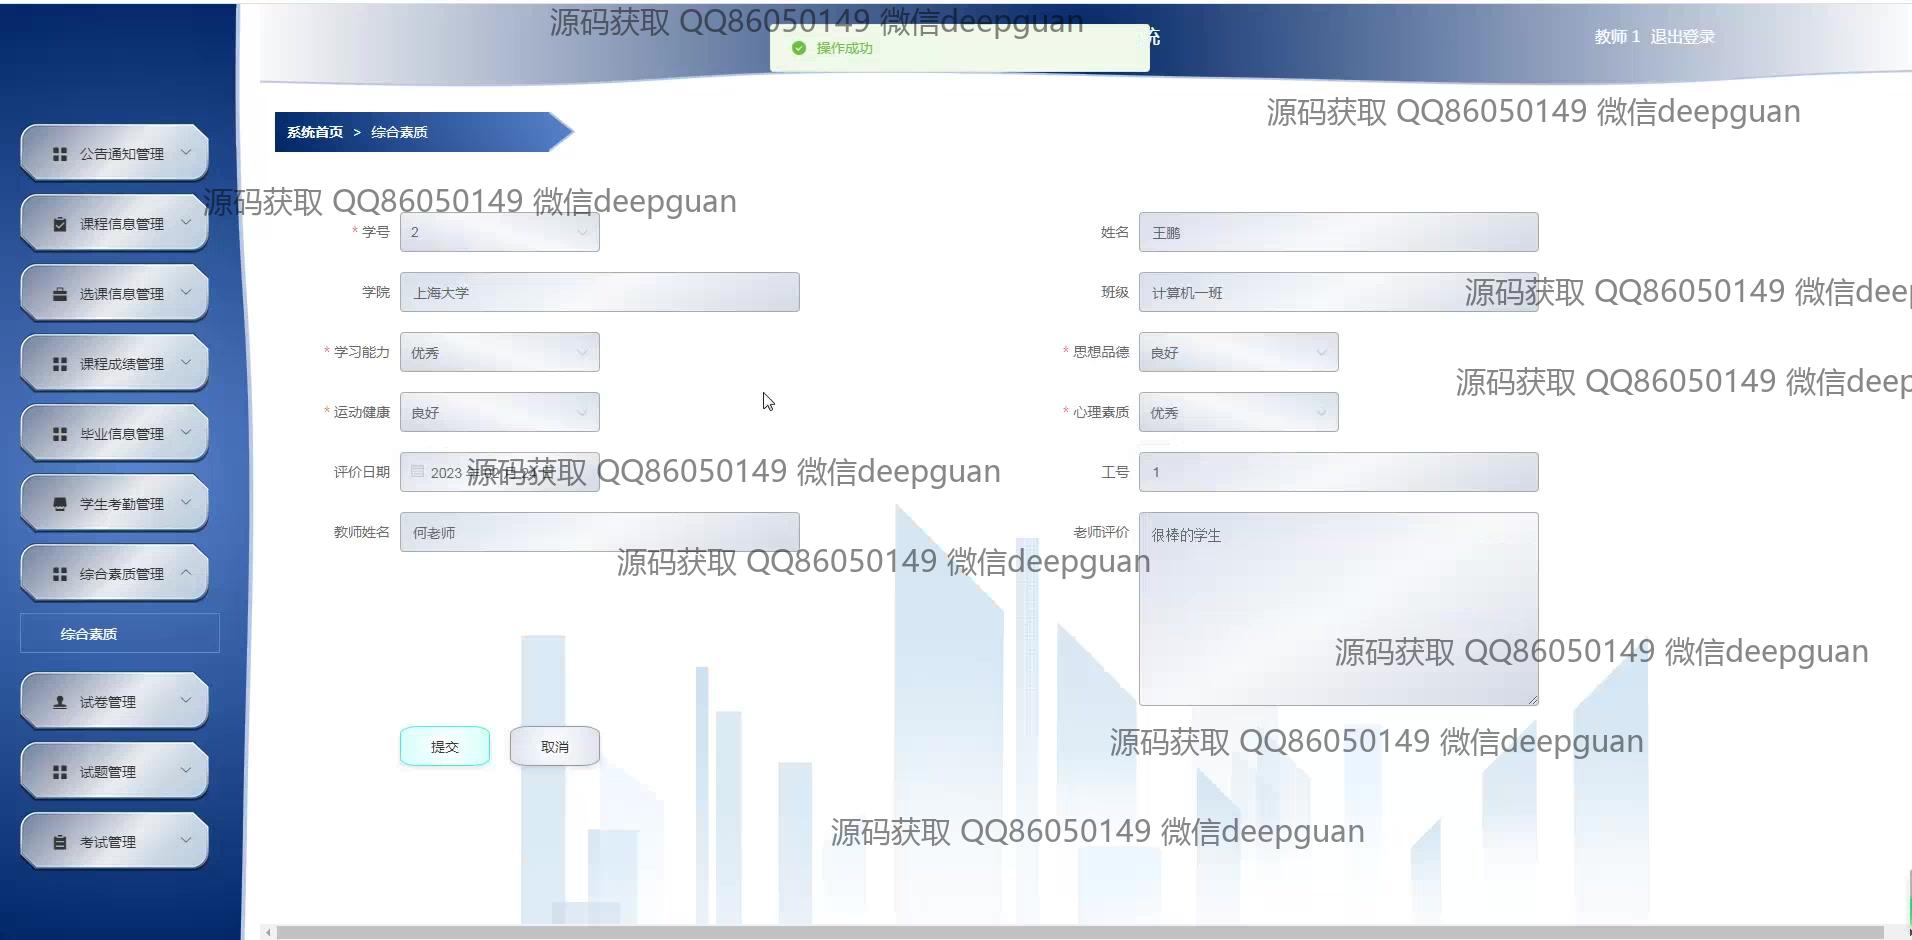 源码获取 QQ86050149 微信deepguan
操作成功
统
教师 1 退出登录
源码获取 QQ86050149 微信deepguan
系统首页 > 综合素质
公告通知管理
源码获取 QQ86050149 微信deepguan
课程信息管理
* 学号 2
姓名 王鹏
选课信息管理
学院 上海大学
班级 计算机一班
源码获取 QQ86050149 微信deep
课程成绩管理
* 学习能力 优秀
* 思想品德 良好
源码获取 QQ86050149 微信deep
毕业信息管理
* 运动健康 良好
* 心理素质 优秀
源码获取 QQ86050149 微信deepguan
评价日期 2023 年
工号 1
学生考勤管理
教师姓名 何老师
老师评价 很棒的学生
源码获取 QQ86050149 微信deepguan
综合素质管理
综合素质
源码获取 QQ86050149 微信deepguan
试卷管理
提交 取消
源码获取 QQ86050149 微信deepguan
试题管理
源码获取 QQ86050149 微信deepguan
考试管理